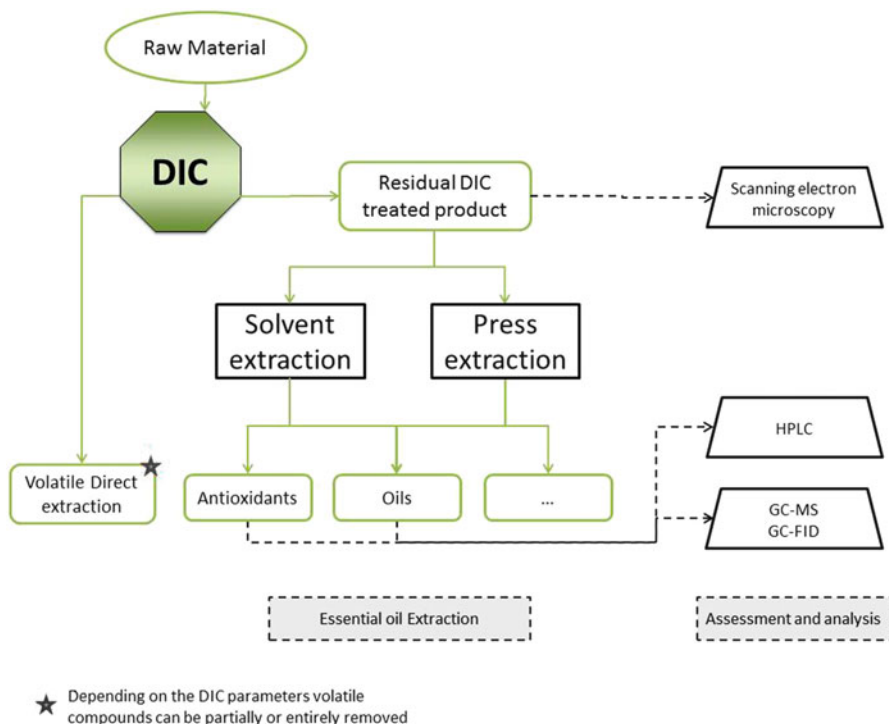 Raw Material
DIC
Residual DIC
treated product
Scanning electron
microscopy
Solvent
extraction
Press
extraction
HPLC
Volatile Direct
extraction
Antioxidants
Oils
...
GC-MS
GC-FID
Essential oil Extraction
Assessment and analysis
Depending on the DIC parameters volatile
compounds can be partially or entirely removed